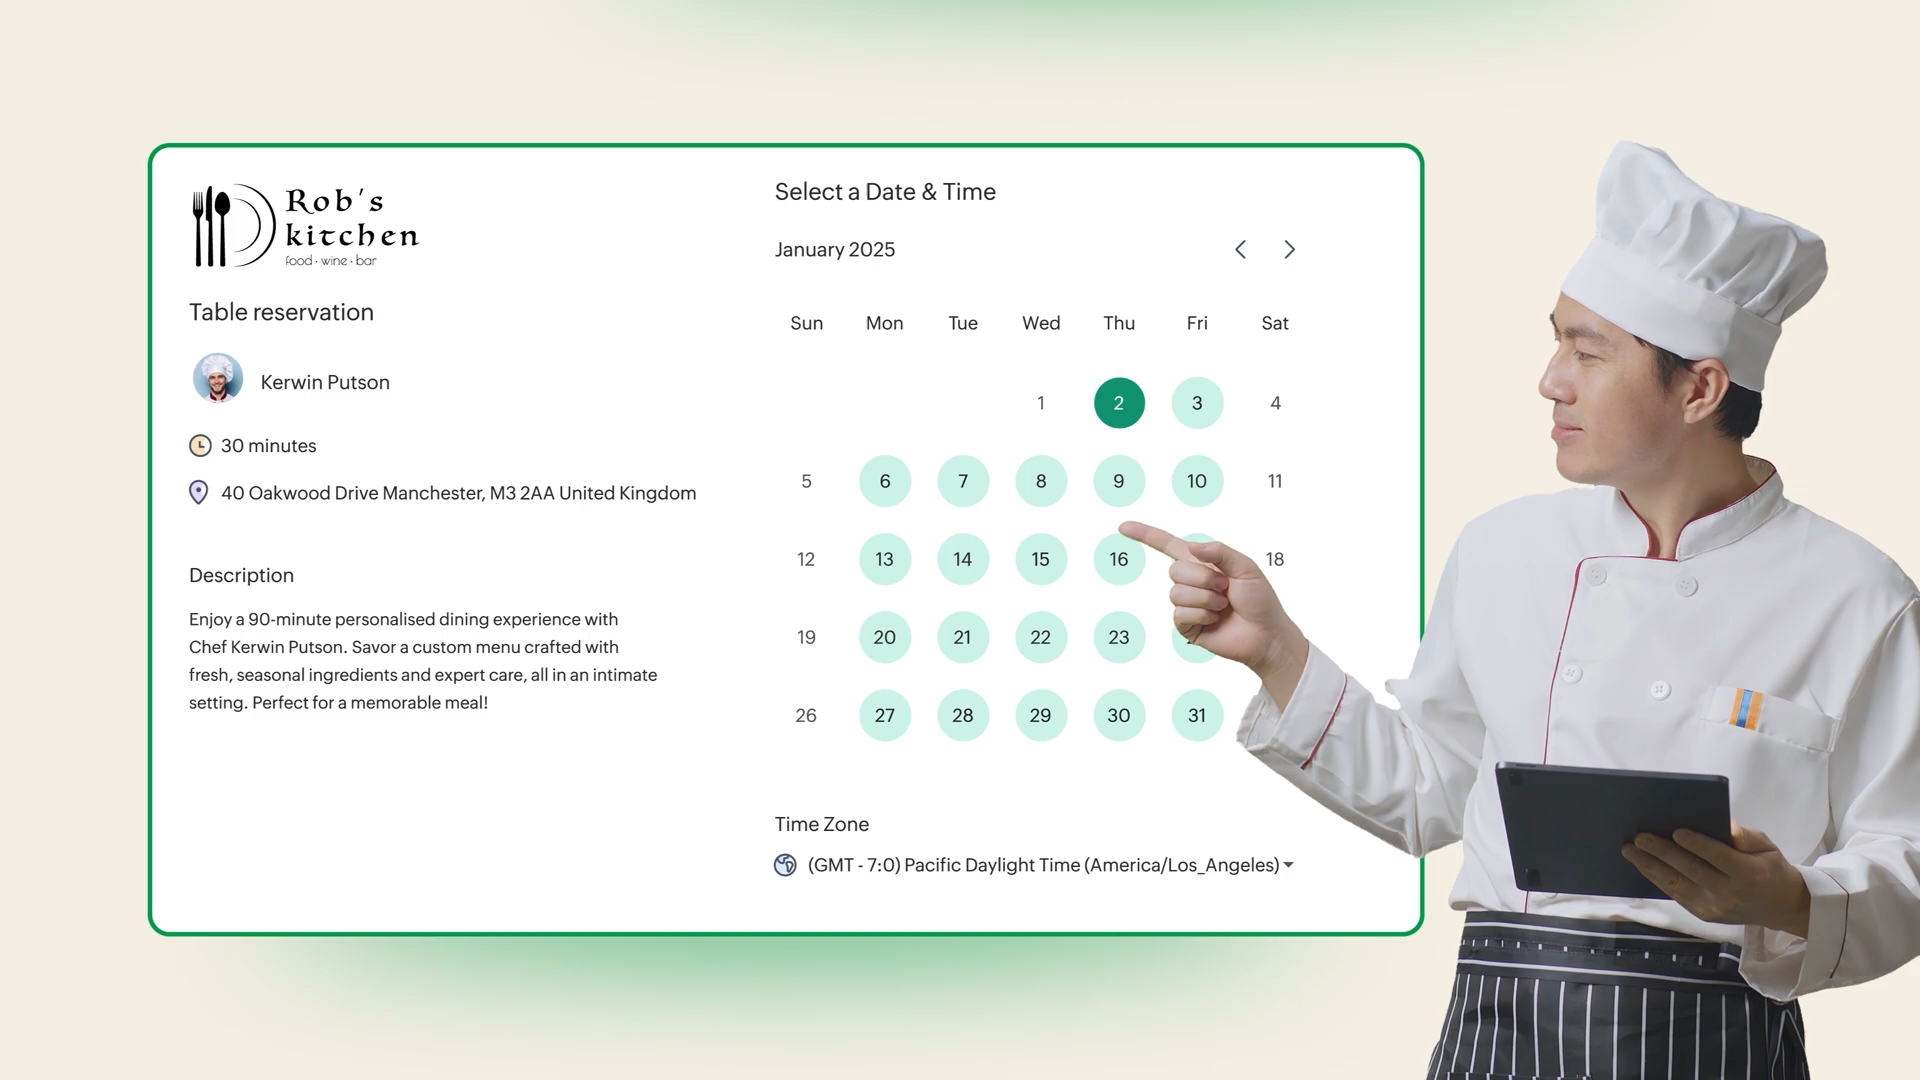 Rob's
kitchen
food · wine · bar
Table reservation
Kerwin Putson
30 minutes
40 Oakwood Drive Manchester, M3 2AA United Kingdom
Description
Enjoy a 90-minute personalised dining experience with
Chef Kerwin Putson. Savor a custom menu crafted with
fresh, seasonal ingredients and expert care, all in an intimate
setting. Perfect for a memorable meal!
Select a Date & Time
January 2025
Sun Mon Tue Wed Thu Fri Sat
1 2 3 4
5 6 7 8 9 10 11
12 13 14 15 16 18
19 20 21 22 23
26 27 28 29 30 31
Time Zone
(GMT - 7:0) Pacific Daylight Time (America/Los_Angeles)